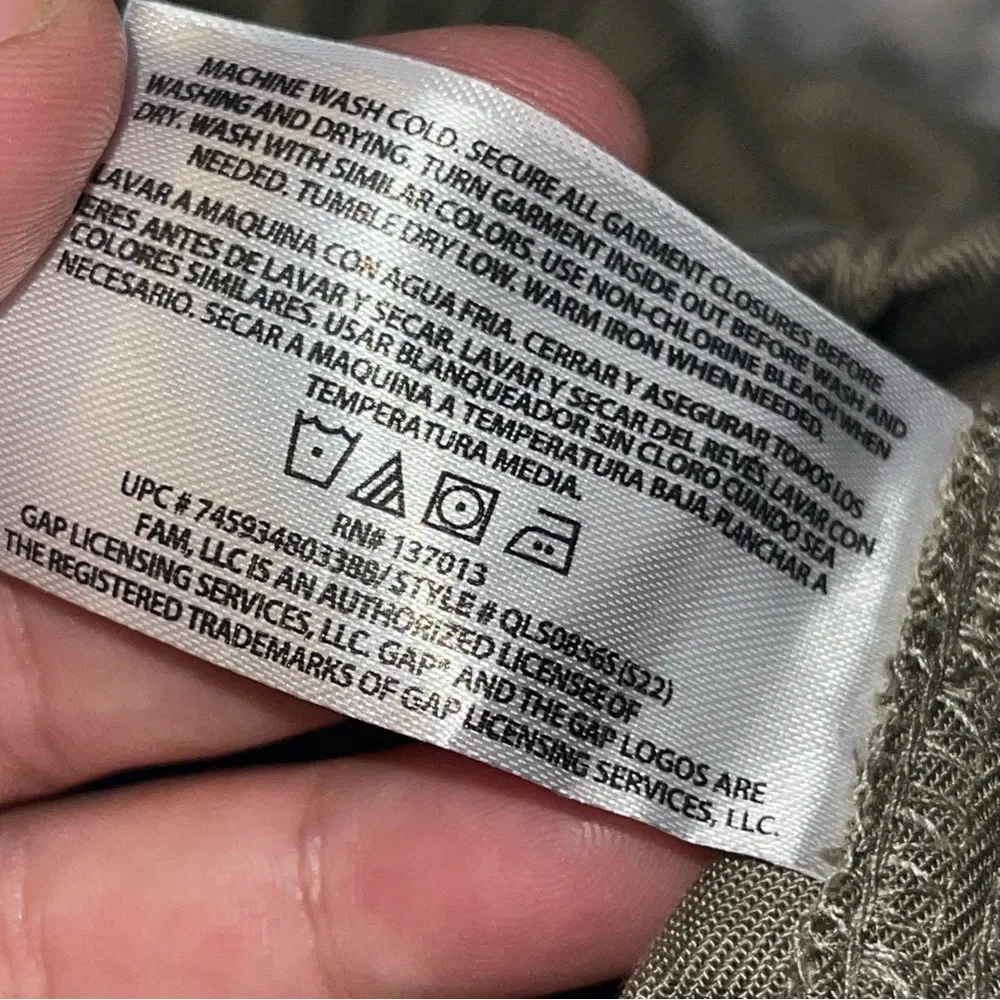 MACHINE WASH COLD. SECURE ALL GARMENT CLOSURES BEFORE
WASHING AND DRYING. TURN GARMENT INSIDE OUT BEFORE WASH AND
DRY. WASH WITH SIMILAR COLORS. USE NON-CHLORINE BLEACH WHEN
NEEDED. TUMBLE DRY LOW. WARM IRON WHEN NEEDED.
LAVAR A MAQUINA CON AGUA FRIA. CERRAR Y ASEGURAR TODOS LOS
ERES ANTES DE LAVAR Y SECAR. LAVAR Y SECAR DEL REVÉS. LAVAR CON
COLORES SIMILARES. USAR BLANQUEADOR SIN CLORO CUANDO SEA
NECESARIO. SECAR A MAQUINA A TEMPERATURA BAJA. PLANCHAR A
TEMPERATURA MEDIA.
RN# 137013
UPC # 745934803388/ STYLE # QLS0856S (S22)
FAM, LLC IS AN AUTHORIZED LICENSEE OF
GAP LICENSING SERVICES, LLC. GAP® AND THE GAP LOGOS ARE
THE REGISTERED TRADEMARKS OF GAP LICENSING SERVICES, LLC.